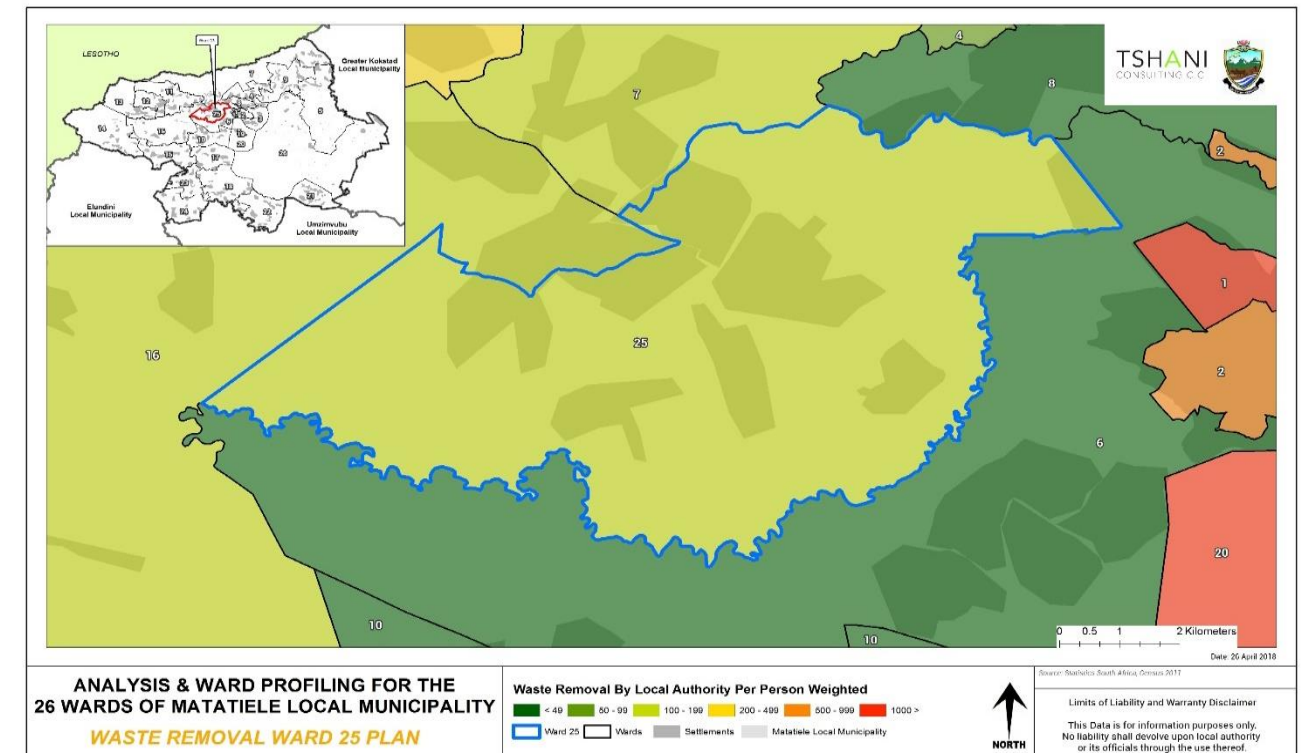 LESOTHO
Ward 25
Greater Kokstad
Local Municipality
Elundini
Local Municipality
Umzimvubu
Local Municipality
TSHANI
CONSULTING C.C
4
7
8
2
1
16
25
2
6
20
10
10
0 0.5 1 2 Kilometers
Date: 26 April 2018
ANALYSIS & WARD PROFILING FOR THE
26 WARDS OF MATATIELE LOCAL MUNICIPALITY
WASTE REMOVAL WARD 25 PLAN
Waste Removal By Local Authority Per Person Weighted
< 49 50 - 99 100 - 199 200 - 499 500 - 999 1000 >
Ward 25 Wards Settlements Matatiele Local Municipality
NORTH
Source: Statistics South Africa, Census 2011
Limits of Liability and Warranty Disclaimer
This Data is for information purposes only.
No liability shall devolve upon local authority
or its officials through the use thereof.